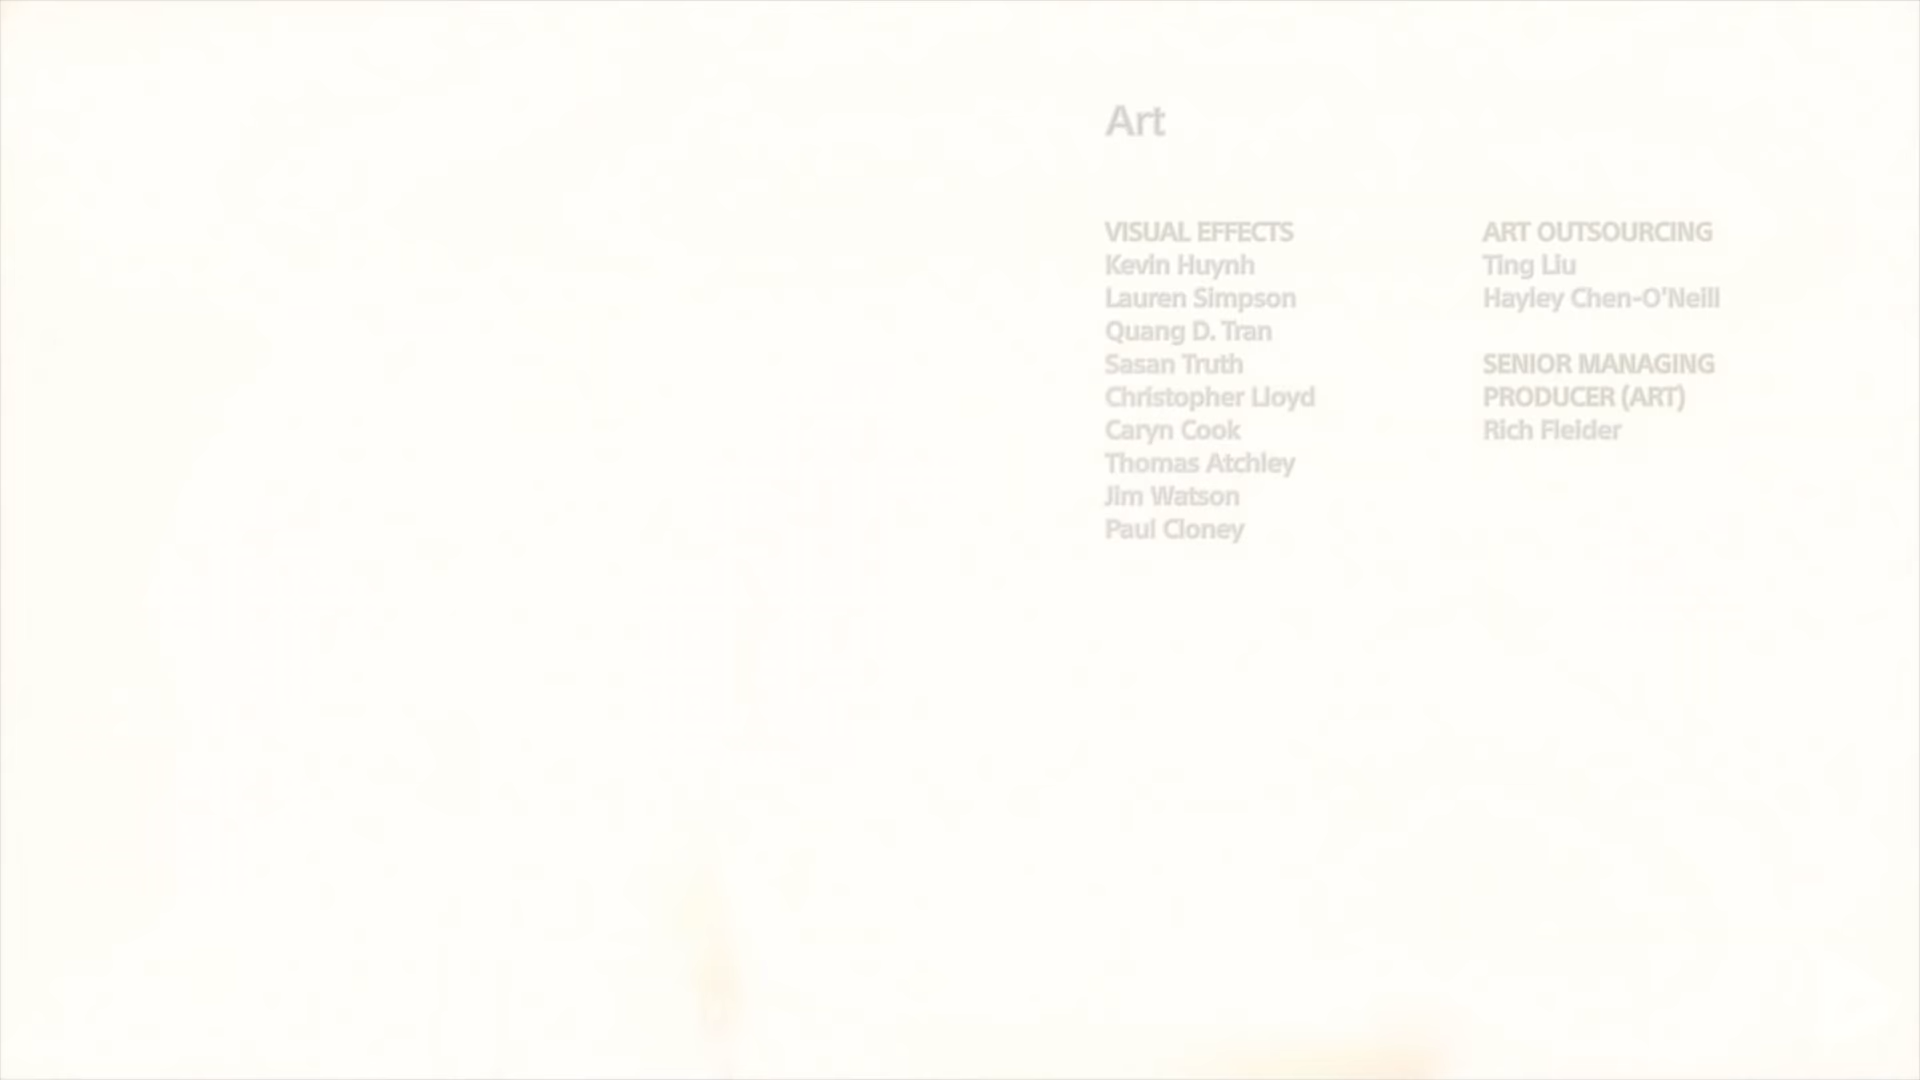 Art
VISUAL EFFECTS
Kevin Huynh
Lauren Simpson
Quang D. Tran
Sasan Truth
Christopher Lloyd
Caryn Cook
Thomas Atchley
Jim Watson
Paul Cloney
ART OUTSOURCING
Ting Liu
Hayley Chen-O'Neill
SENIOR MANAGING
PRODUCER (ART)
Rich Fleider